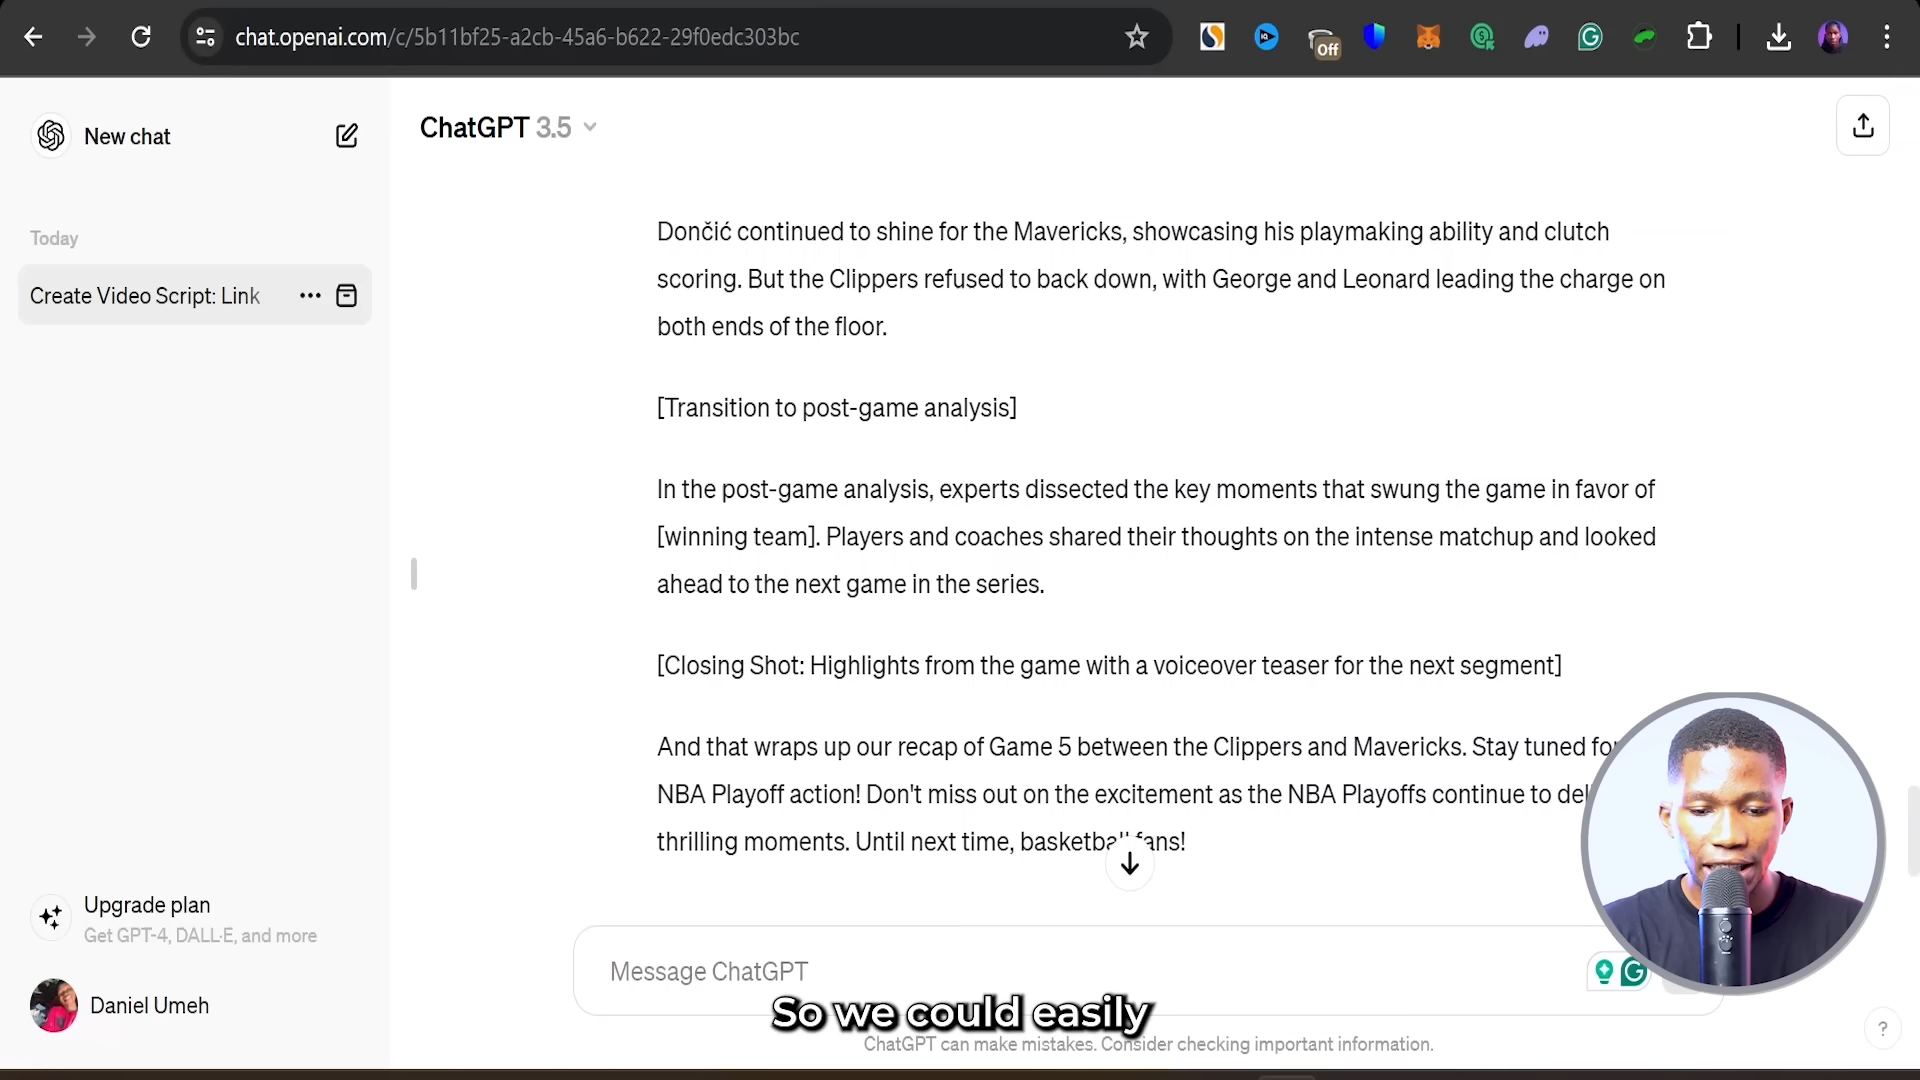 chat.openai.com/c/5b11bf25-a2cb-45a6-b622-29f0edc303bc
Off
New chat
ChatGPT 3.5
Today
Create Video Script: Link
Dončić continued to shine for the Mavericks, showcasing his playmaking ability and clutch
scoring. But the Clippers refused to back down, with George and Leonard leading the charge on
both ends of the floor.
[Transition to post-game analysis]
In the post-game analysis, experts dissected the key moments that swung the game in favor of
[winning team]. Players and coaches shared their thoughts on the intense matchup and looked
ahead to the next game in the series.
[Closing Shot: Highlights from the game with a voiceover teaser for the next segment]
And that wraps up our recap of Game 5 between the Clippers and Mavericks. Stay tuned
NBA Playoff action! Don't miss out on the excitement as the NBA Playoffs continue to
thrilling moments. Until next time, basketball fans!
Upgrade plan
Get GPT-4, DALL·E, and more
Daniel Umeh
Message ChatGPT
So we could easily
ChatGPT can make mistakes. Consider checking important information.
?